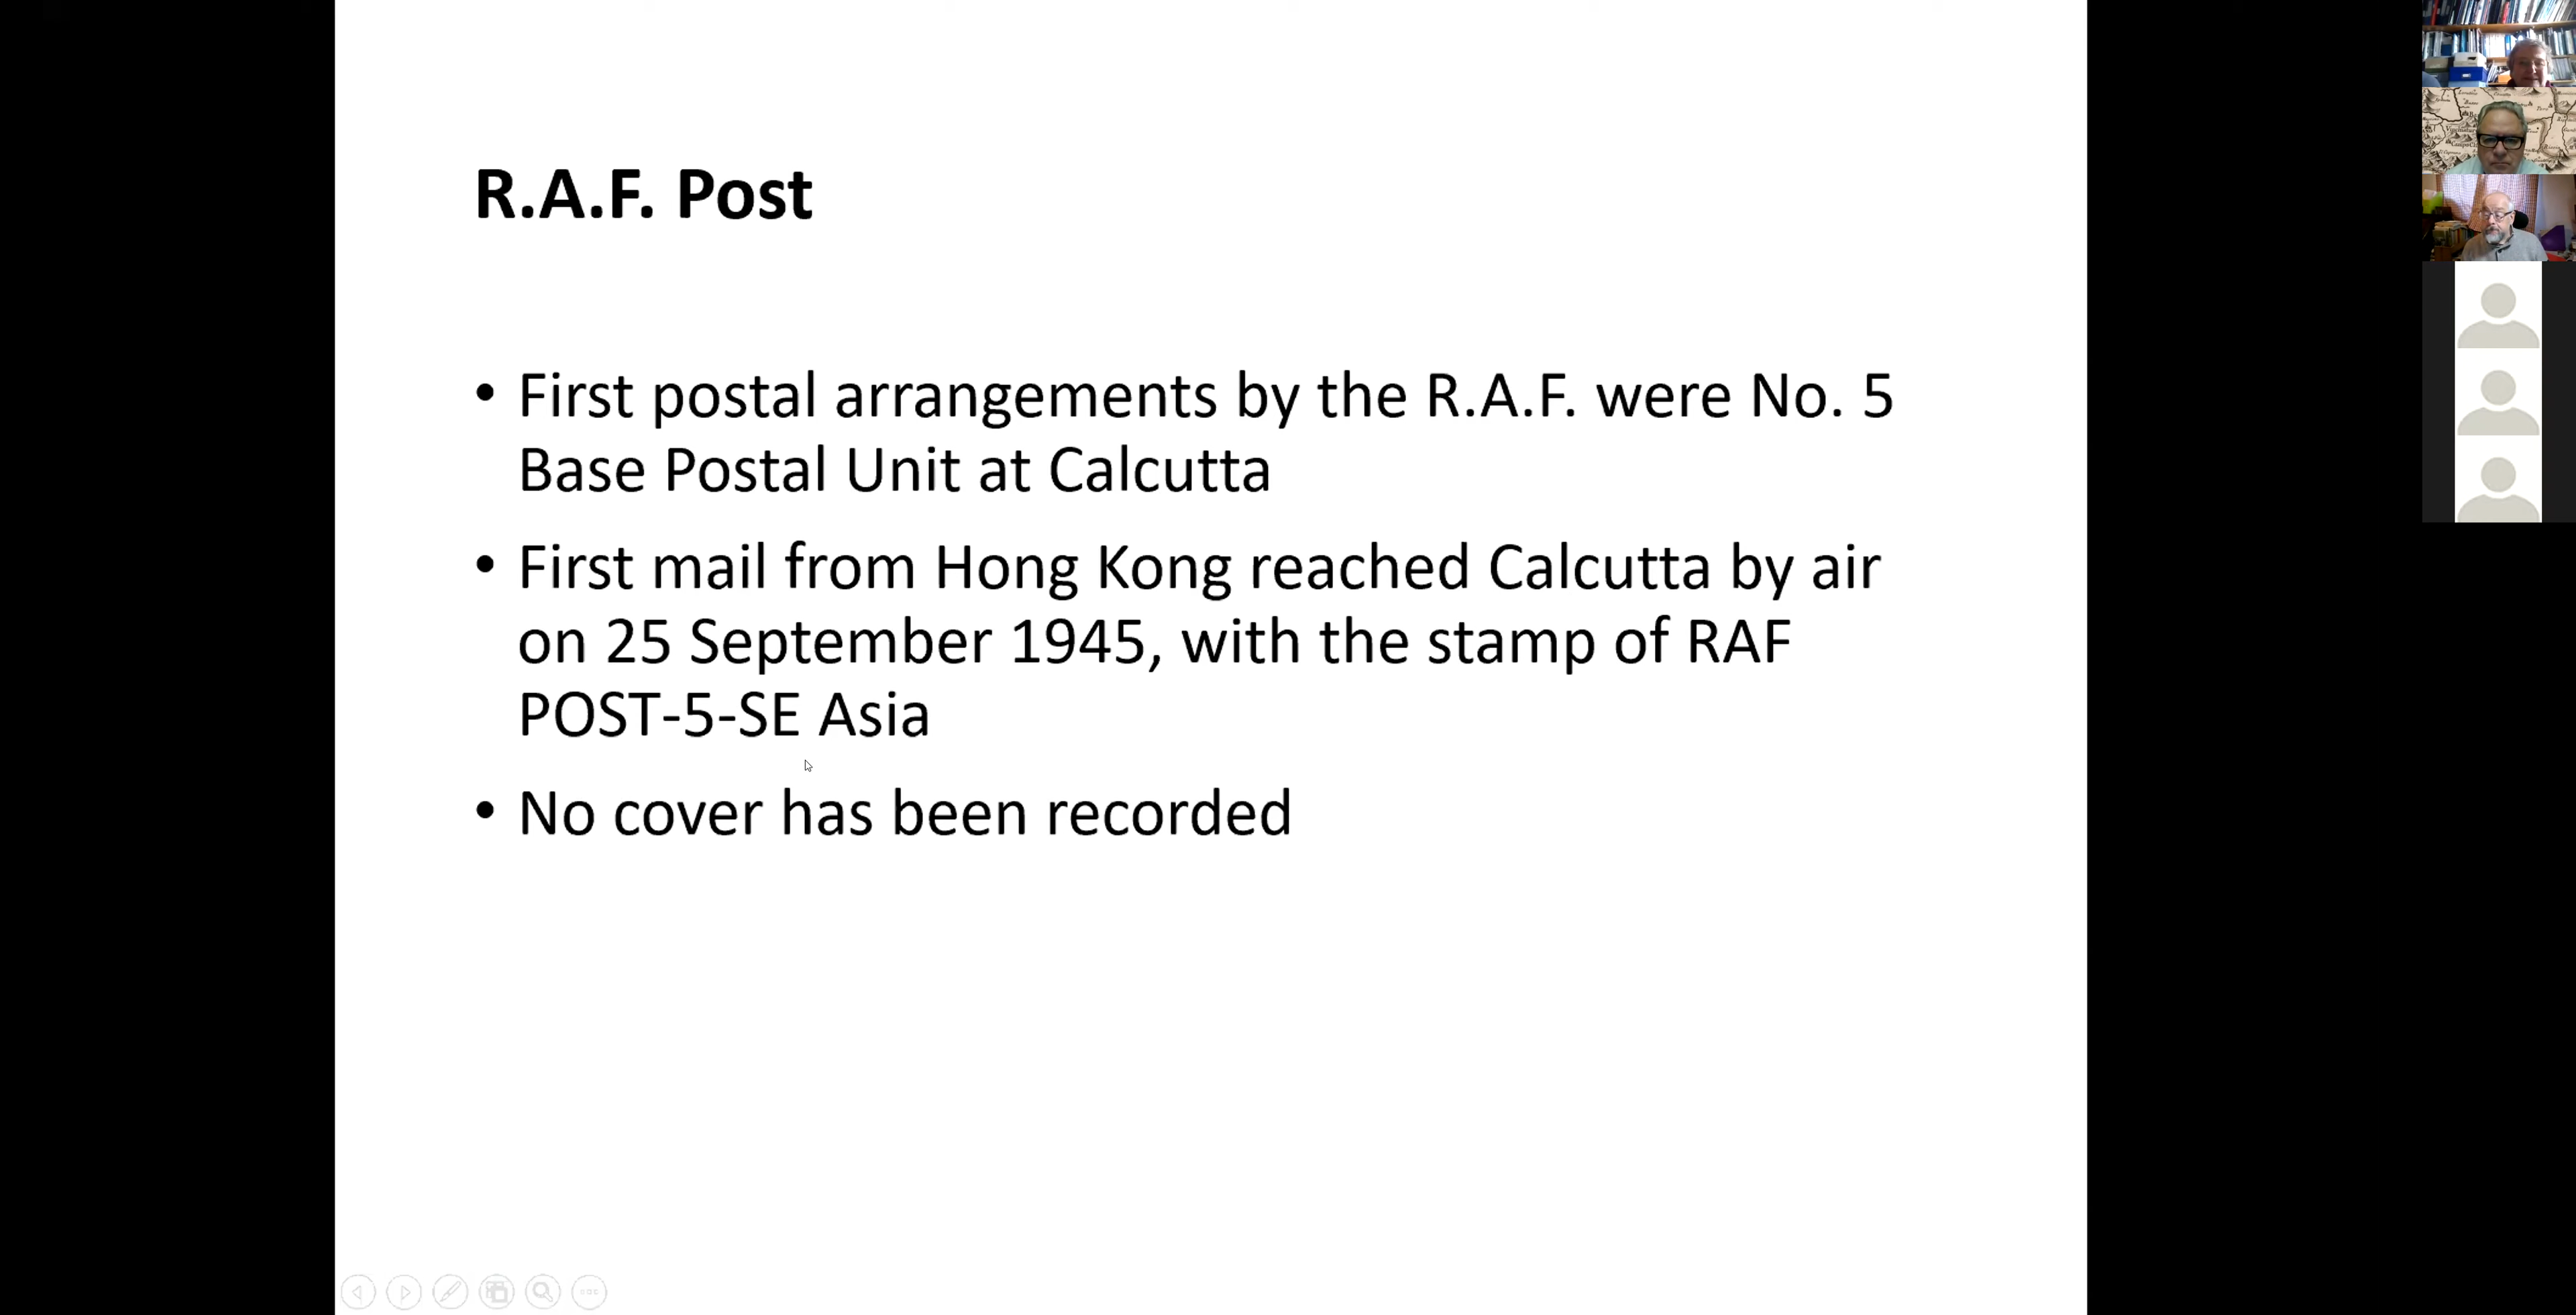 R.A.F. Post
• First postal arrangements by the R.A.F. were No. 5
Base Postal Unit at Calcutta
• First mail from Hong Kong reached Calcutta by air
on 25 September 1945, with the stamp of RAF
POST-5-SE Asia
• No cover has been recorded